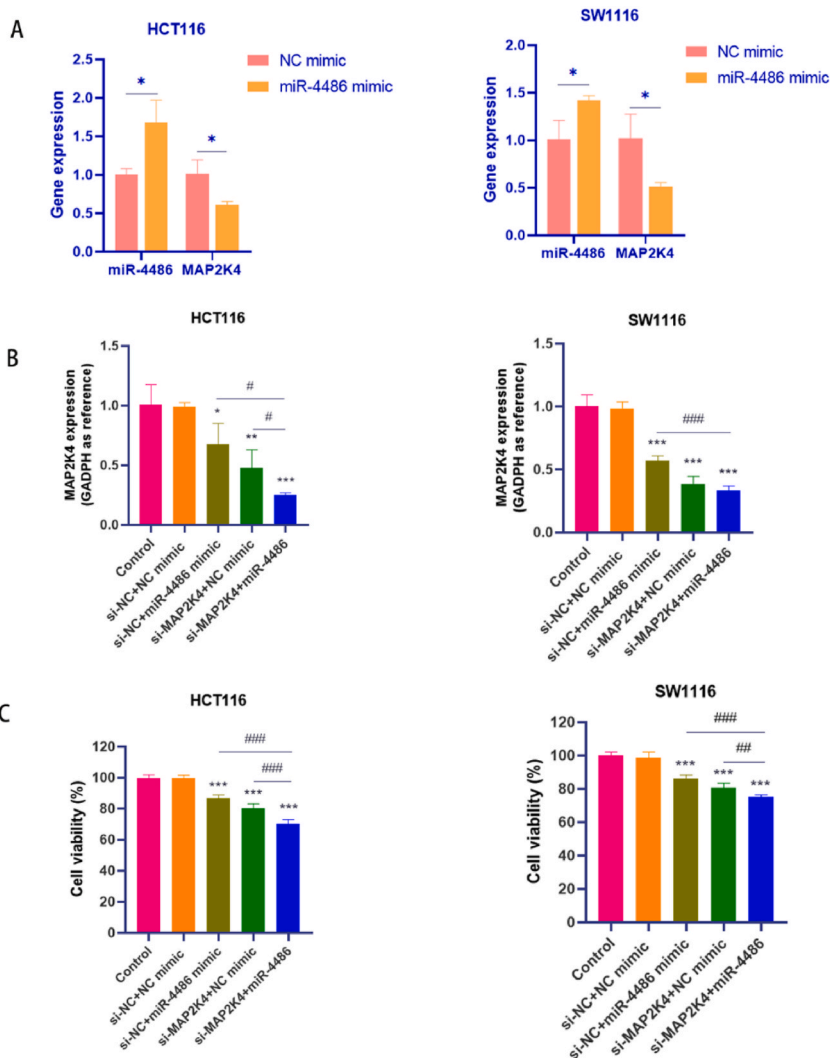 A
HCT116
NC mimic
miR-4486 mimic
Gene expression
2.5
2.0
1.5
1.0
0.5
0.0
*
*
miR-4486
MAP2K4
SW1116
NC mimic
miR-4486 mimic
Gene expression
2.0
1.5
1.0
0.5
0.0
*
*
miR-4486
MAP2K4
B
HCT116
MAP2K4 expression
(GADPH as reference)
1.5
1.0
0.5
0.0
#
#
*
**
***
Control
si-NC+NC mimic
si-NC+miR-4486 mimic
si-MAP2K4+NC mimic
si-MAP2K4+miR-4486
SW1116
MAP2K4 expression
(GADPH as reference)
1.5
1.0
0.5
0.0
###
***
***
***
Control
si-NC+NC mimic
si-NC+miR-4486 mimic
si-MAP2K4+NC mimic
si-MAP2K4+miR-4486
C
HCT116
Cell viability (%)
120
100
80
60
40
20
0
###
###
***
***
***
Control
si-NC+NC mimic
si-NC+miR-4486 mimic
si-MAP2K4+NC mimic
si-MAP2K4+miR-4486
SW1116
Cell viability (%)
120
100
80
60
40
20
0
###
##
***
***
***
Control
si-NC+NC mimic
si-NC+miR-4486 mimic
si-MAP2K4+NC mimic
si-MAP2K4+miR-4486